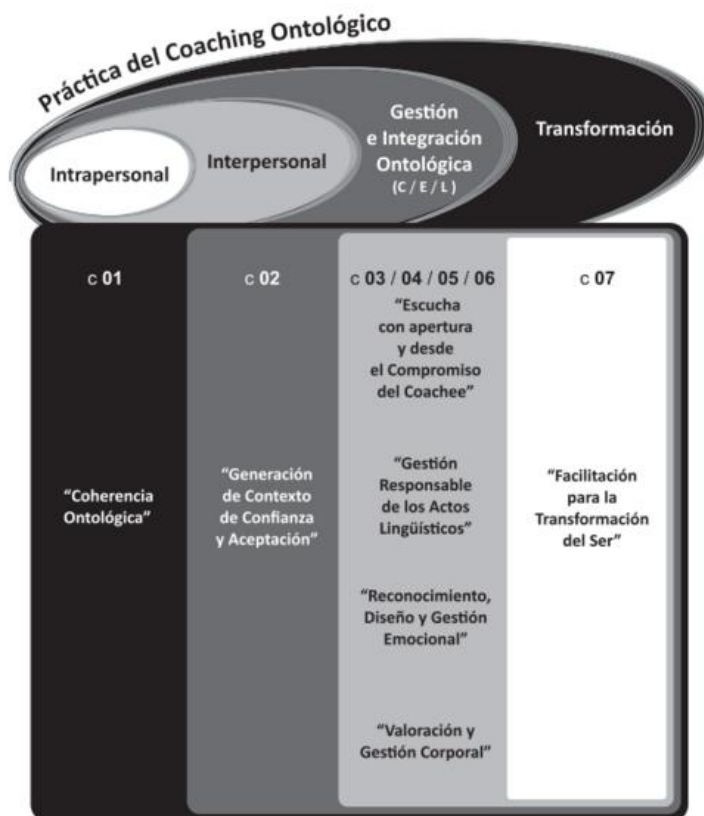 Práctica del Coaching Ontológico
Intrapersonal
Interpersonal
Gestión
e Integración
Ontológica
(C / E / L)
Transformación
c 01
“Coherencia
Ontológica”
c 02
“Generación
de Contexto
de Confianza
y Aceptación”
c 03 / 04 / 05 / 06
“Escucha
con apertura
y desde
el Compromiso
del Coachee”
“Gestión
Responsable
de los Actos
Lingüísticos”
“Reconocimiento,
Diseño y Gestión
Emocional”
“Valoración y
Gestión Corporal”
c 07
“Facilitación
para la
Transformación
del Ser”